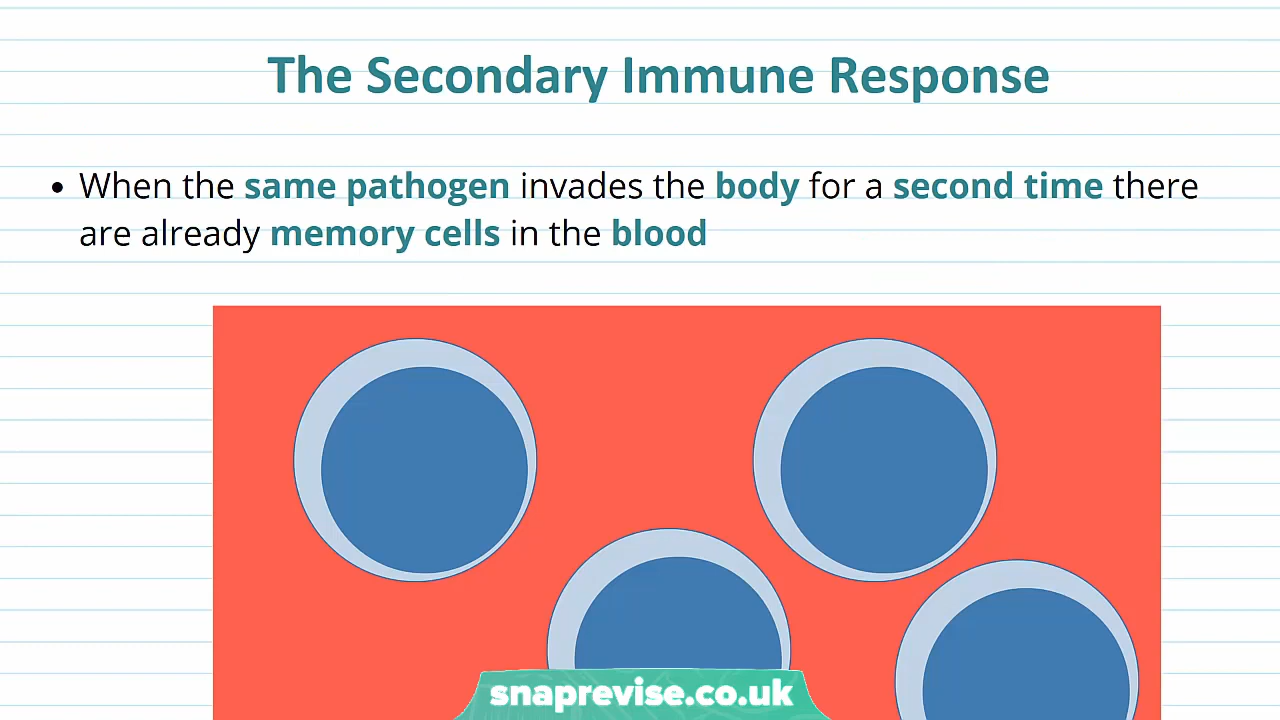 The Secondary Immune Response
• When the same pathogen invades the body for a second time there
are already memory cells in the blood
snaprevise.co.uk